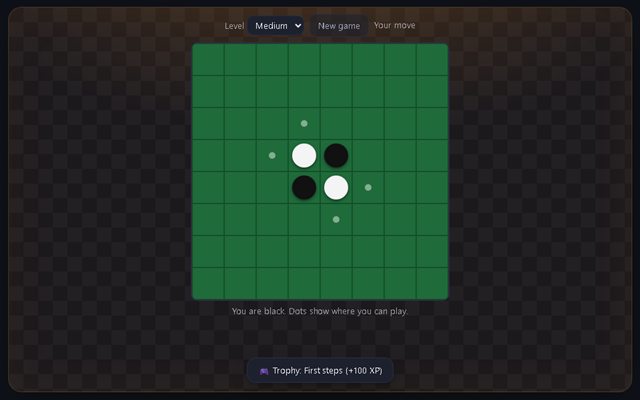 Level Medium New game Your move
You are black. Dots show where you can play.
Trophy: First steps (+100 XP)